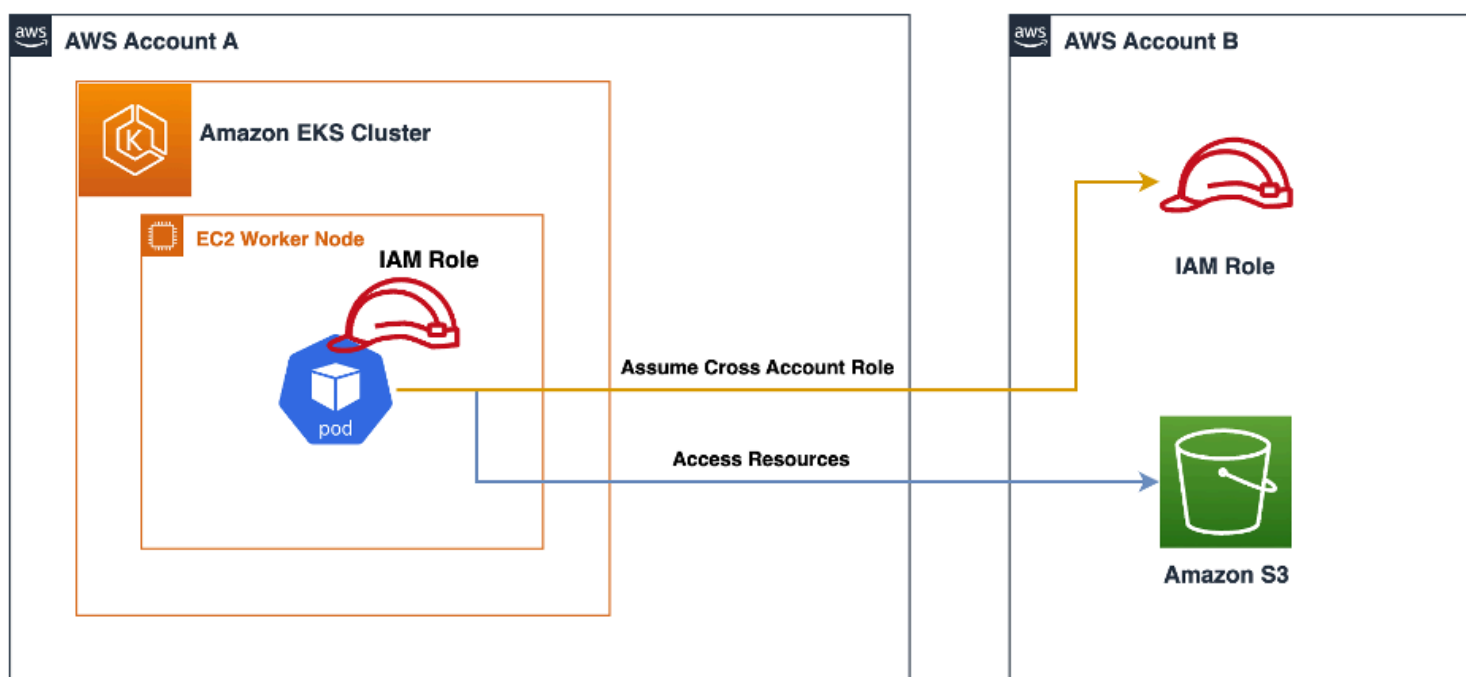 aws
AWS Account A
aws
AWS Account B
K
Amazon EKS Cluster
EC2 Worker Node
IAM Role
IAM Role
pod
Assume Cross Account Role
Access Resources
Amazon S3